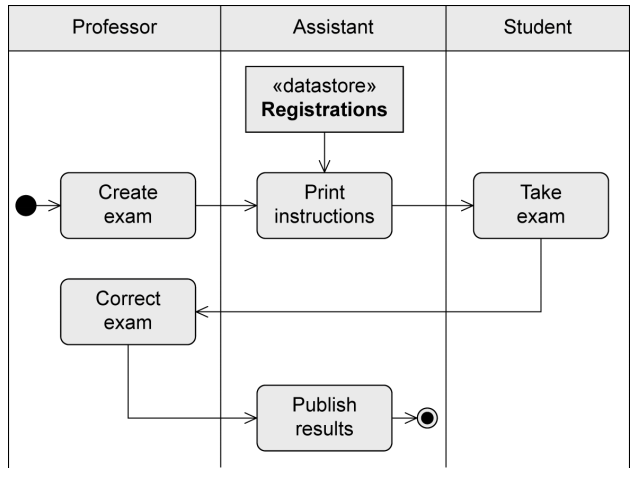 Professor
Assistant
Student
«datastore»
Registrations
Create
exam
Print
instructions
Take
exam
Correct
exam
Publish
results